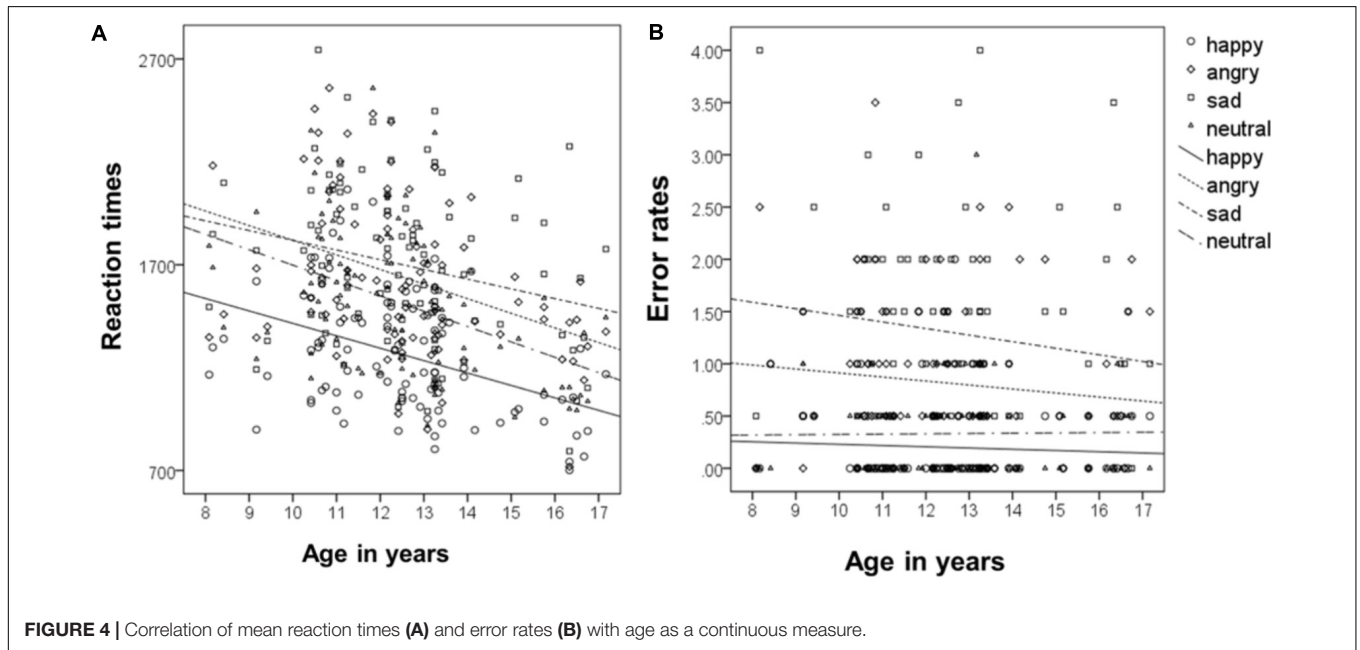 A
2700
1700
700
Reaction times
8 9 10 11 12 13 14 15 16 17
Age in years
B
4.00
3.50
3.00
2.50
2.00
1.50
1.00
.50
.00
Error rates
8 9 10 11 12 13 14 15 16 17
Age in years
happy
angry
sad
neutral
happy
angry
sad
neutral
FIGURE 4 | Correlation of mean reaction times (A) and error rates (B) with age as a continuous measure.